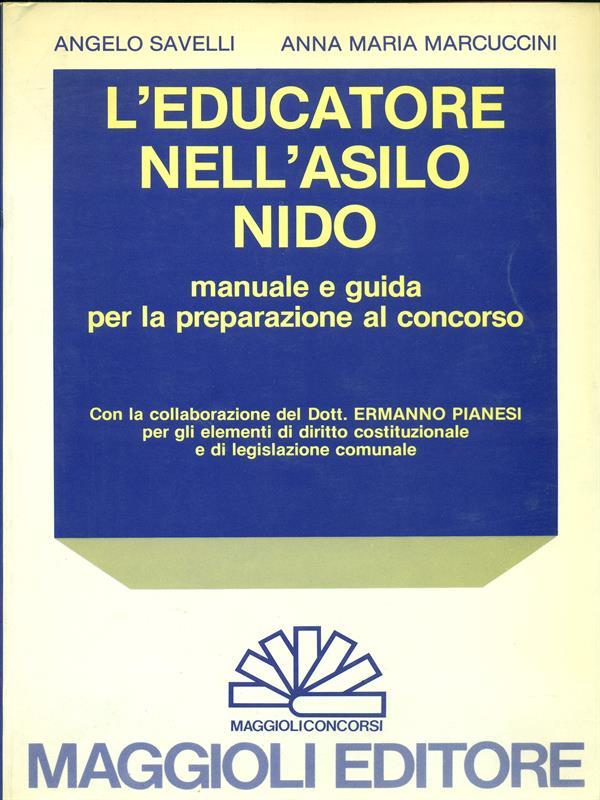 ANGELO SAVELLI ANNA MARIA MARCUCCINI
L'EDUCATORE
NELL'ASILO
NIDO
manuale e guida
per la preparazione al concorso
Con la collaborazione del Dott. ERMANNO PIANESI
per gli elementi di diritto costituzionale
e di legislazione comunale
MAGGIOLICONCORSI
MAGGIOLI EDITORE